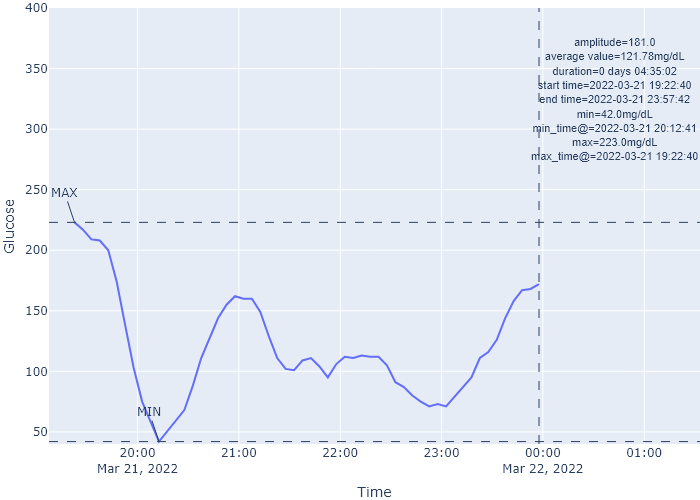 400
350
300
250
200
150
100
50
Glucose
MAX
MIN
amplitude=181.0
average value=121.78mg/dL
duration=0 days 04:35:02
start time=2022-03-21 19:22:40
end time=2022-03-21 23:57:42
min=42.0mg/dL
min_time@=2022-03-21 20:12:41
max=223.0mg/dL
max_time@=2022-03-21 19:22:40
20:00 21:00 22:00 23:00 00:00 01:00
Mar 21, 2022 Mar 22, 2022
Time